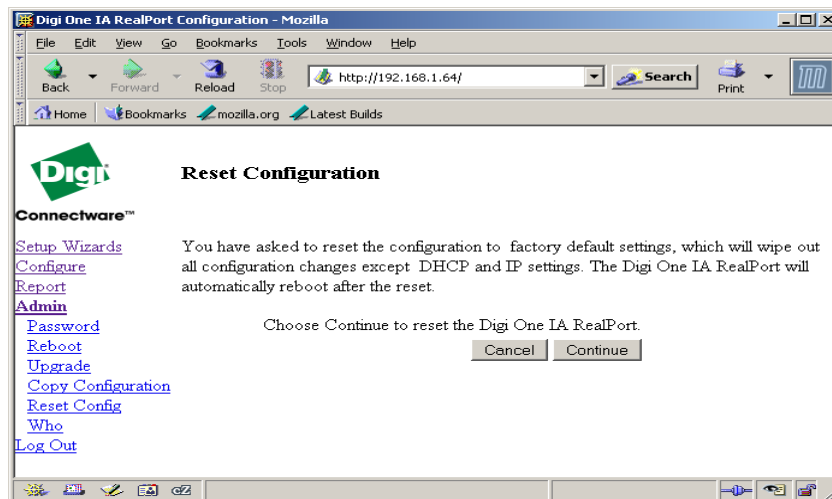 Digi One IA RealPort Configuration - Mozilla
File Edit View Go Bookmarks Tools Window Help
Back Forward Reload Stop http://192.168.1.64/ Search Print m
Home Bookmarks mozilla.org Latest Builds
Digi
Connectware™
Reset Configuration
Setup Wizards
Configure
Report
Admin
Password
Reboot
Upgrade
Copy Configuration
Reset Config
Who
Log Out
You have asked to reset the configuration to factory default settings, which will wipe out
all configuration changes except DHCP and IP settings. The Digi One IA RealPort will
automatically reboot after the reset.
Choose Continue to reset the Digi One IA RealPort.
Cancel Continue
cZ